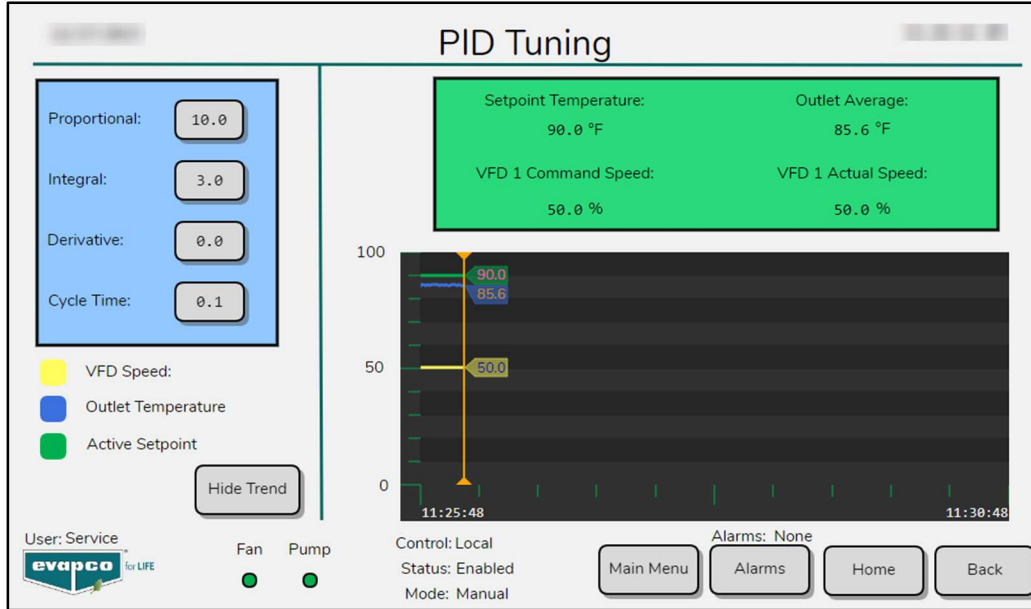 PID Tuning
Proportional: 10.0
Integral: 3.0
Derivative: 0.0
Cycle Time: 0.1
Setpoint Temperature: Outlet Average:
90.0 °F 85.6 °F
VFD 1 Command Speed: VFD 1 Actual Speed:
50.0 % 50.0 %
100
90.0
85.6
50 50.0
0
11:25:48 11:30:48
VFD Speed:
Outlet Temperature
Active Setpoint
Hide Trend
User: Service
evapco for LIFE
Fan Pump
Control: Local
Status: Enabled
Mode: Manual
Alarms: None
Main Menu Alarms Home Back